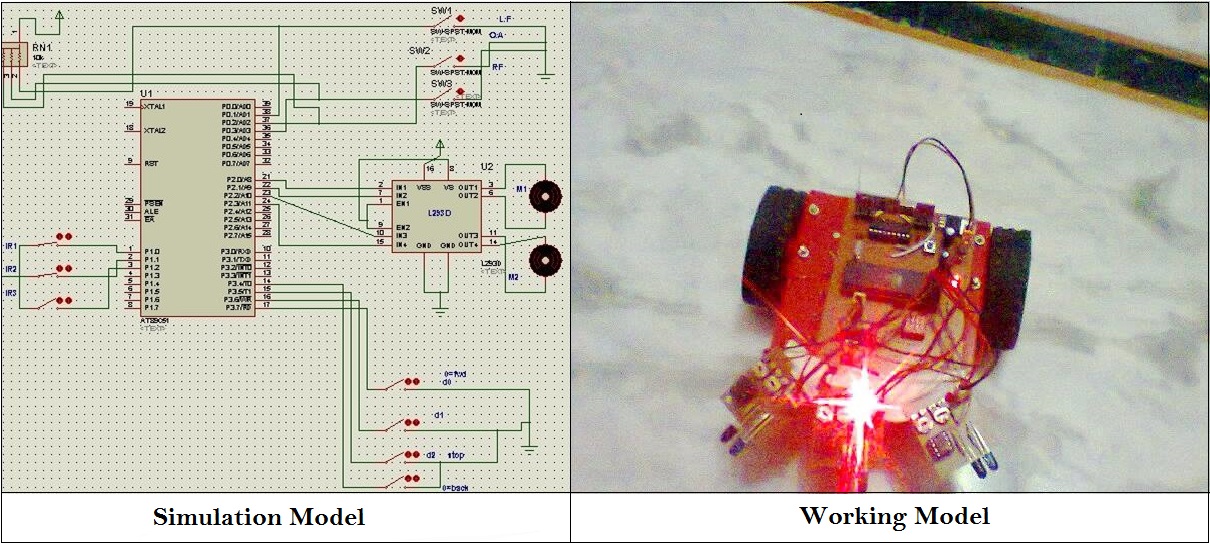 SW1
L.F
SW-SPST-MOM
<TEXT>
O.A
SW2
SW-SPST-MOM
<TEXT>
R.F
SW3
<TEXT>
SW-SPST-MOM
RN1
10k
<TEXT>
1
3 2
U1
19 XTAL1
18 XTAL2
9 RST
29 PSEN
30 ALE
31 EA
1 P1.0
2 P1.1
3 P1.2
4 P1.3
5 P1.4
6 P1.5
7 P1.6
8 P1.7
P0.0/AD0 39
P0.1/AD1 38
P0.2/AD2 37
P0.3/AD3 36
P0.4/AD4 35
P0.5/AD5 34
P0.6/AD6 33
P0.7/AD7 32
P2.0/A8 21
P2.1/A9 22
P2.2/A10 23
P2.3/A11 24
P2.4/A12 25
P2.5/A13 26
P2.6/A14 27
P2.7/A15 28
P3.0/RXD 10
P3.1/TXD 11
P3.2/INT0 12
P3.3/INT1 13
P3.4/T0 14
P3.5/T1 15
P3.6/WR 16
P3.7/RD 17
AT89C51
<TEXT>
IR1
IR2
IR3
U2
16 8
2 IN1 VSS VS OUT1 3
7 IN2 OUT2 6
1 EN1
L293D
9 EN2
10 IN3 OUT3 11
15 IN4 GND GND OUT4 14
L293D
<TEXT>
M1
M2
0=fwd
d0
d1
d2 stop
0=back
Simulation Model
Working Model